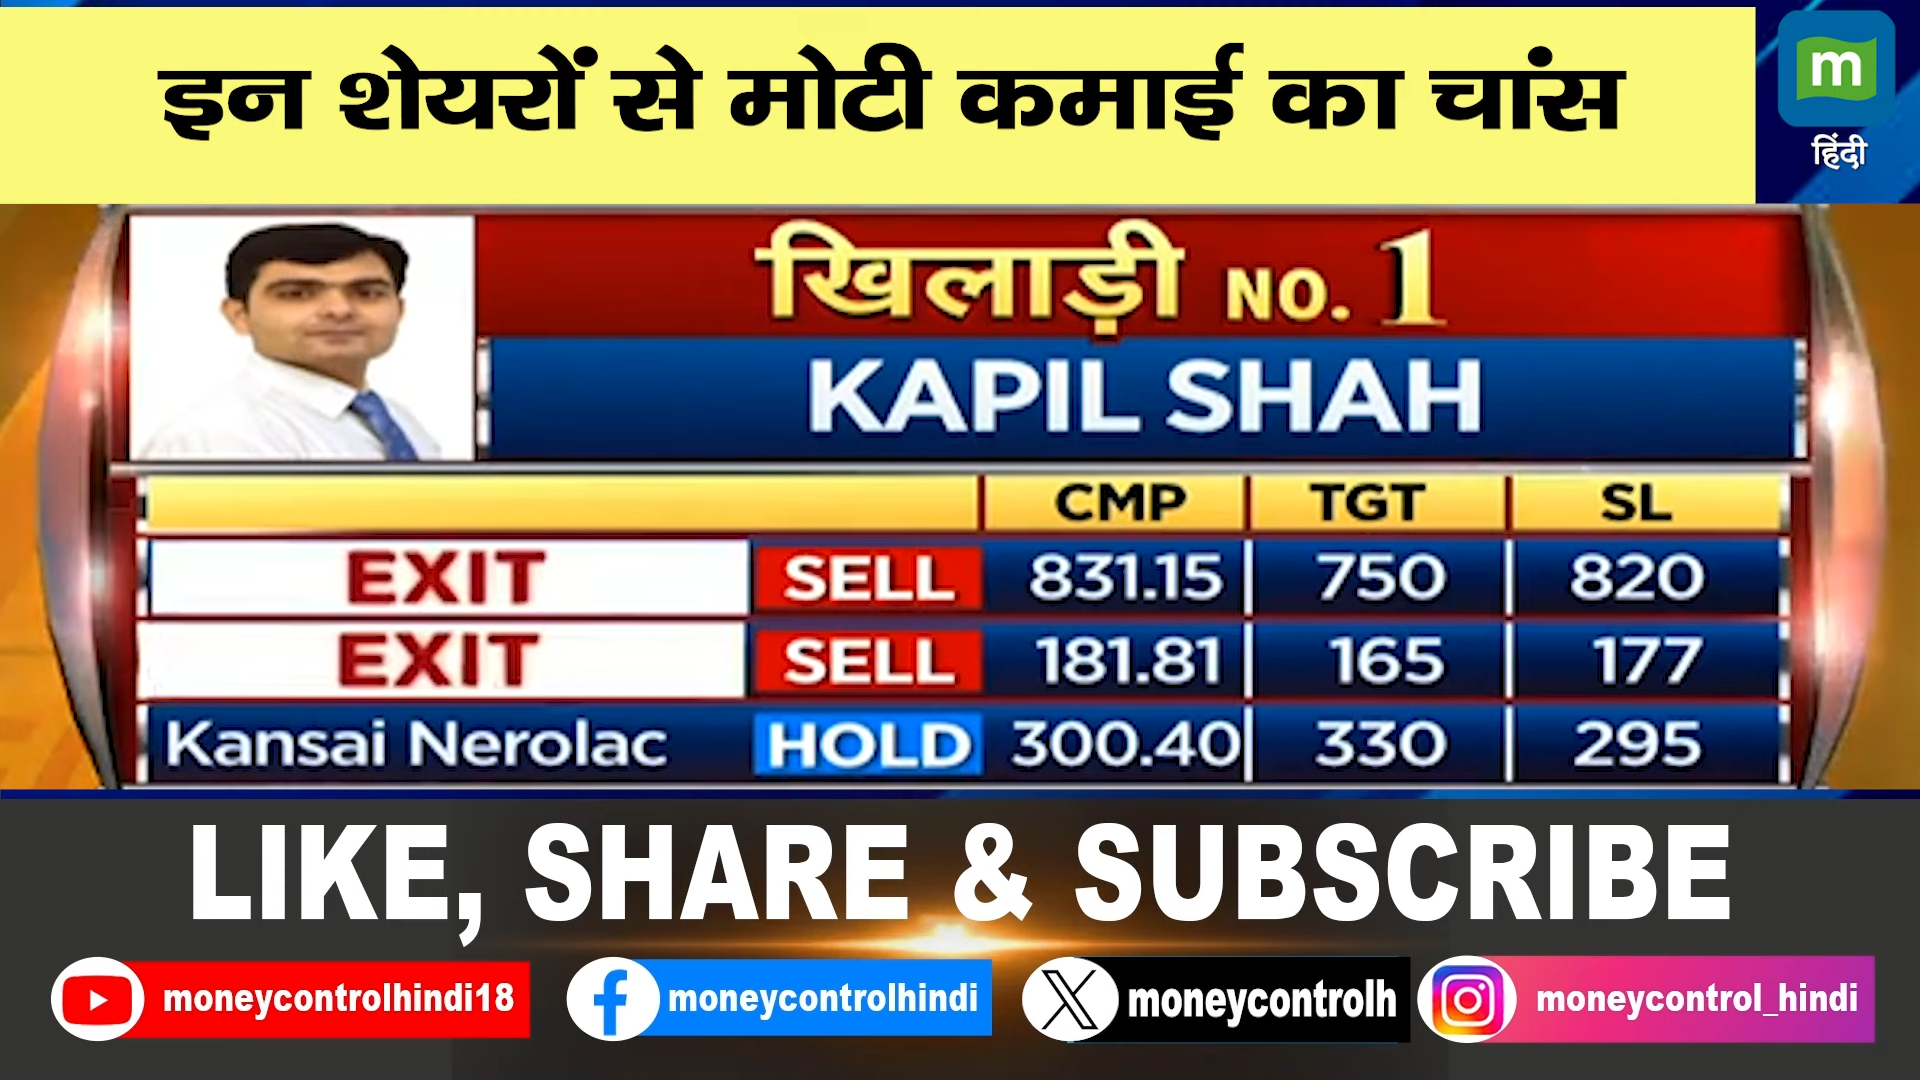 इन शेयरों से मोटी कमाई का चांस
m
हिंदी
खिलाड़ी NO. 1
KAPIL SHAH
CMP TGT SL
EXIT SELL 831.15 750 820
EXIT SELL 181.81 165 177
Kansai Nerolac HOLD 300.40 330 295
LIKE, SHARE & SUBSCRIBE
moneycontrolhindi18 moneycontrolhindi moneycontrolh moneycontrol_hindi